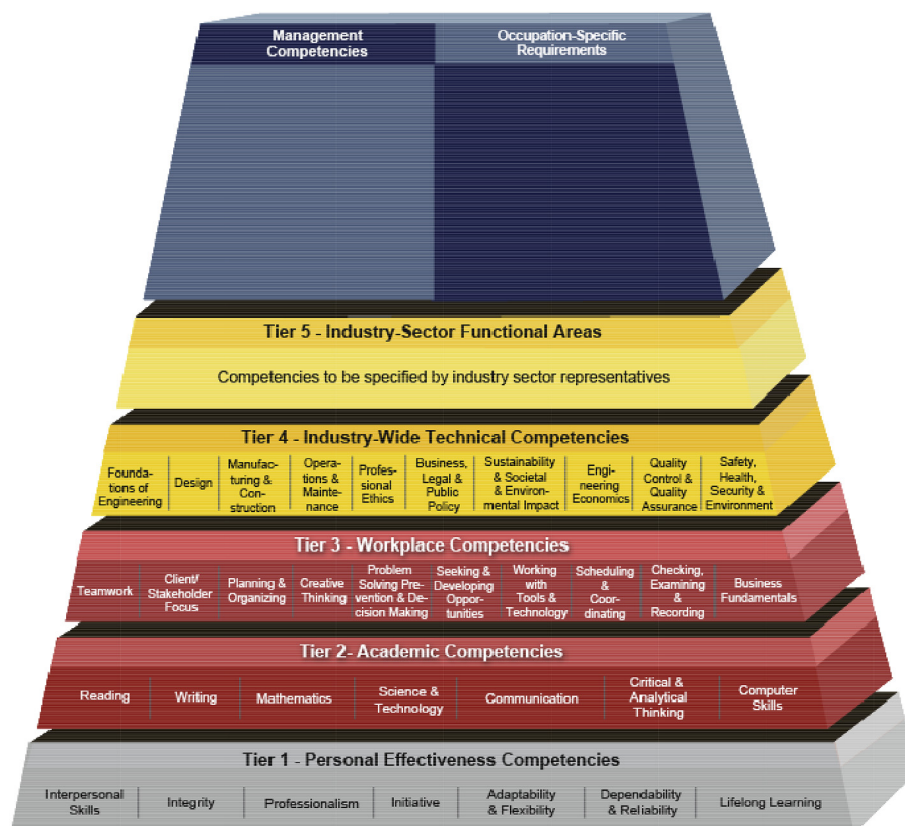 Management
Competencies
Occupation-Specific
Requirements
Tier 5 - Industry-Sector Functional Areas
Competencies to be specified by industry sector representatives
Tier 4 - Industry-Wide Technical Competencies
Founda-
tions of
Engineering
Design
Manufac-
turing &
Con-
struction
Opera-
tions &
Mainte-
nance
Profes-
sional
Ethics
Business,
Legal &
Public
Policy
Sustainability
& Societal
& Environ-
mental Impact
Engi-
neering
Economics
Quality
Control &
Quality
Assurance
Safety,
Health,
Security &
Environment
Tier 3 - Workplace Competencies
Teamwork
Client/
Stakeholder
Focus
Planning &
Organizing
Creative
Thinking
Problem
Solving Pre-
vention & De-
cision Making
Seeking &
Developing
Oppor-
tunities
Working
with
Tools &
Technology
Scheduling
&
Coor-
dinating
Checking,
Examining
&
Recording
Business
Fundamentals
Tier 2- Academic Competencies
Reading
Writing
Mathematics
Science &
Technology
Communication
Critical &
Analytical
Thinking
Computer
Skills
Tier 1 - Personal Effectiveness Competencies
Interpersonal
Skills
Integrity
Professionalism
Initiative
Adaptability
& Flexibility
Dependability
& Reliability
Lifelong Learning